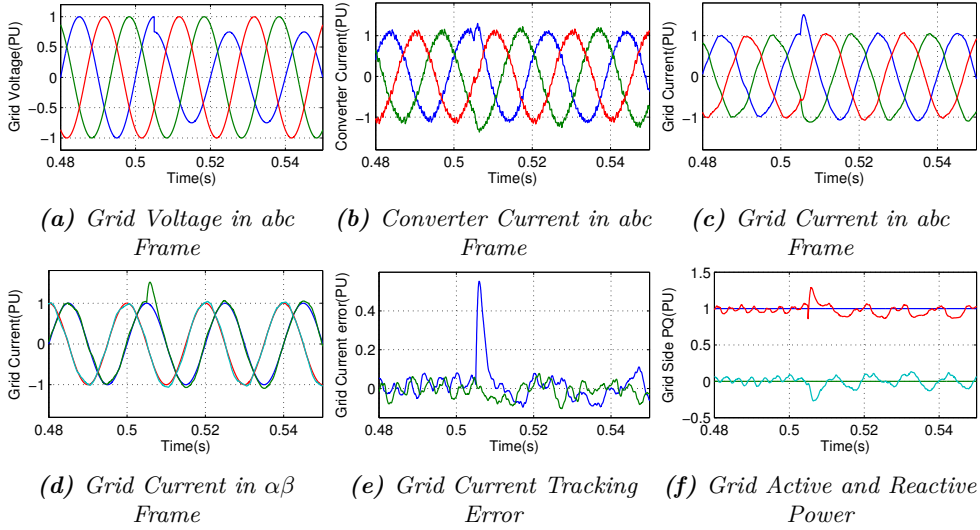 Grid Voltage(PU)
1
0.5
0
−0.5
−1
0.48
0.5
0.52
0.54
Time(s)
(a) Grid Voltage in abc
Frame
Converter Current(PU)
1
0
−1
0.48
0.5
0.52
0.54
Time(s)
(b) Converter Current in abc
Frame
Grid Current(PU)
1
0
−1
0.48
0.5
0.52
0.54
Time(s)
(c) Grid Current in abc
Frame
Grid Current(PU)
1
0
−1
0.48
0.5
0.52
0.54
Time(s)
(d) Grid Current in αβ
Frame
Grid Current error(PU)
0.4
0.2
0
0.48
0.5
0.52
0.54
Time(s)
(e) Grid Current Tracking
Error
Grid Side PQ(PU)
1.5
1
0.5
0
−0.5
0.48
0.5
0.52
0.54
Time(s)
(f) Grid Active and Reactive
Power